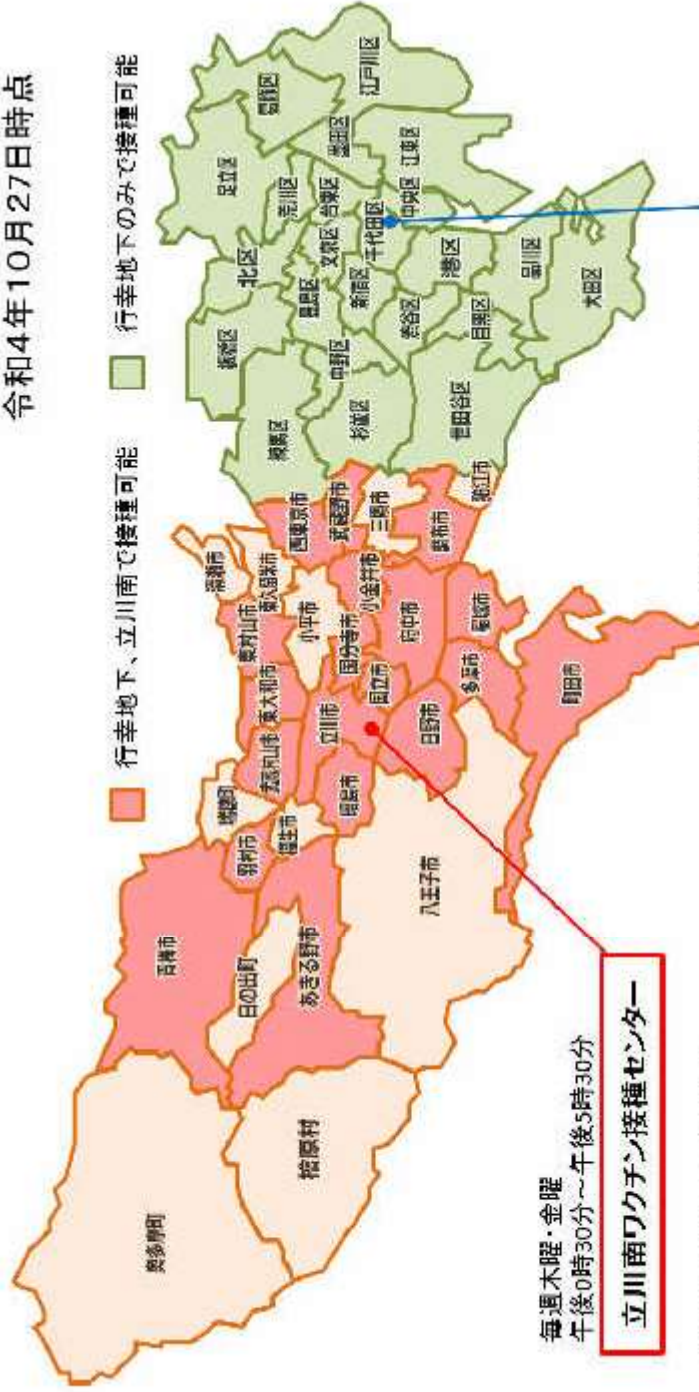 令和4年10月27日時点
行幸地下、立川南で接種可能
行幸地下のみで接種可能
奥多摩町
檜原村
青梅市
日の出町
あきる野市
羽村市
瑞穂町
福生市
八王子市
武蔵村山市
昭島市
東大和市
立川市
東村山市
清瀬市
東久留米市
小平市
国分寺市
国立市
日野市
小金井市
府中市
多摩市
稲城市
町田市
西東京市
武蔵野市
三鷹市
調布市
狛江市
練馬区
板橋区
北区
足立区
葛飾区
荒川区
豊島区
文京区
台東区
墨田区
江戸川区
中野区
杉並区
新宿区
千代田区
中央区
江東区
渋谷区
港区
世田谷区
目黒区
品川区
大田区
毎週木曜・金曜
午後0時30分~午後5時30分
立川南ワクチン接種センター